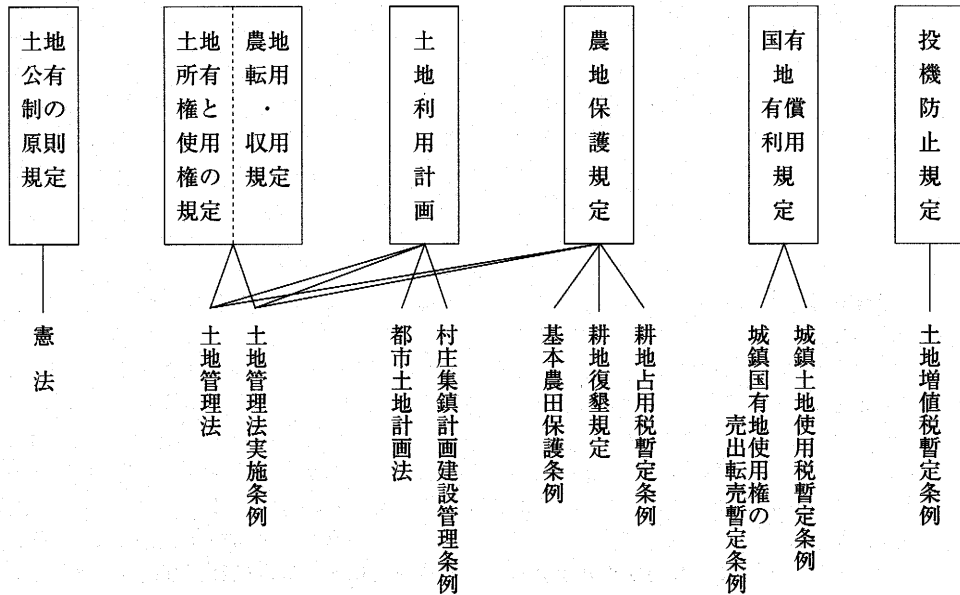 土地公有制の原則規定
土地所有権と使用権の規定
農地転用・収用規定
土地利用計画
農地保護規定
国有地有償利用規定
投機防止規定
憲法
土地管理法
土地管理法実施条例
都市土地計画法
村庄集鎮計画建設管理条例
基本農田保護条例
耕地復墾規定
耕地占用税暫定条例
城鎮国有地使用権の
売出転売暫定条例
城鎮土地使用税暫定条例
土地増値税暫定条例